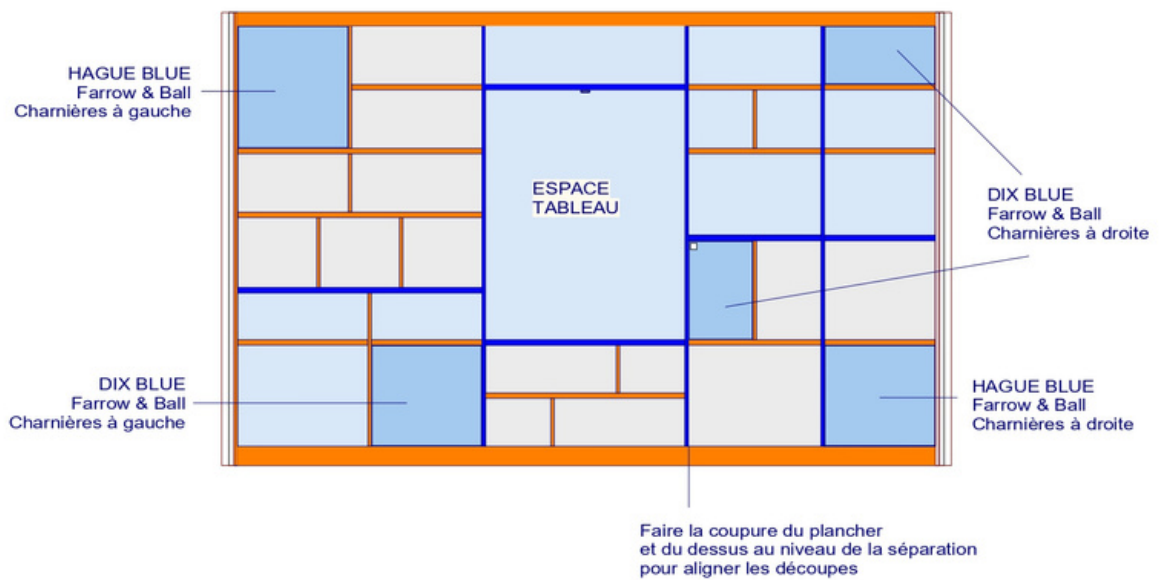 HAGUE BLUE
Farrow & Ball
Charnières à gauche
ESPACE
TABLEAU
DIX BLUE
Farrow & Ball
Charnières à droite
DIX BLUE
Farrow & Ball
Charnières à gauche
HAGUE BLUE
Farrow & Ball
Charnières à droite
Faire la coupure du plancher
et du dessus au niveau de la séparation
pour aligner les découpes